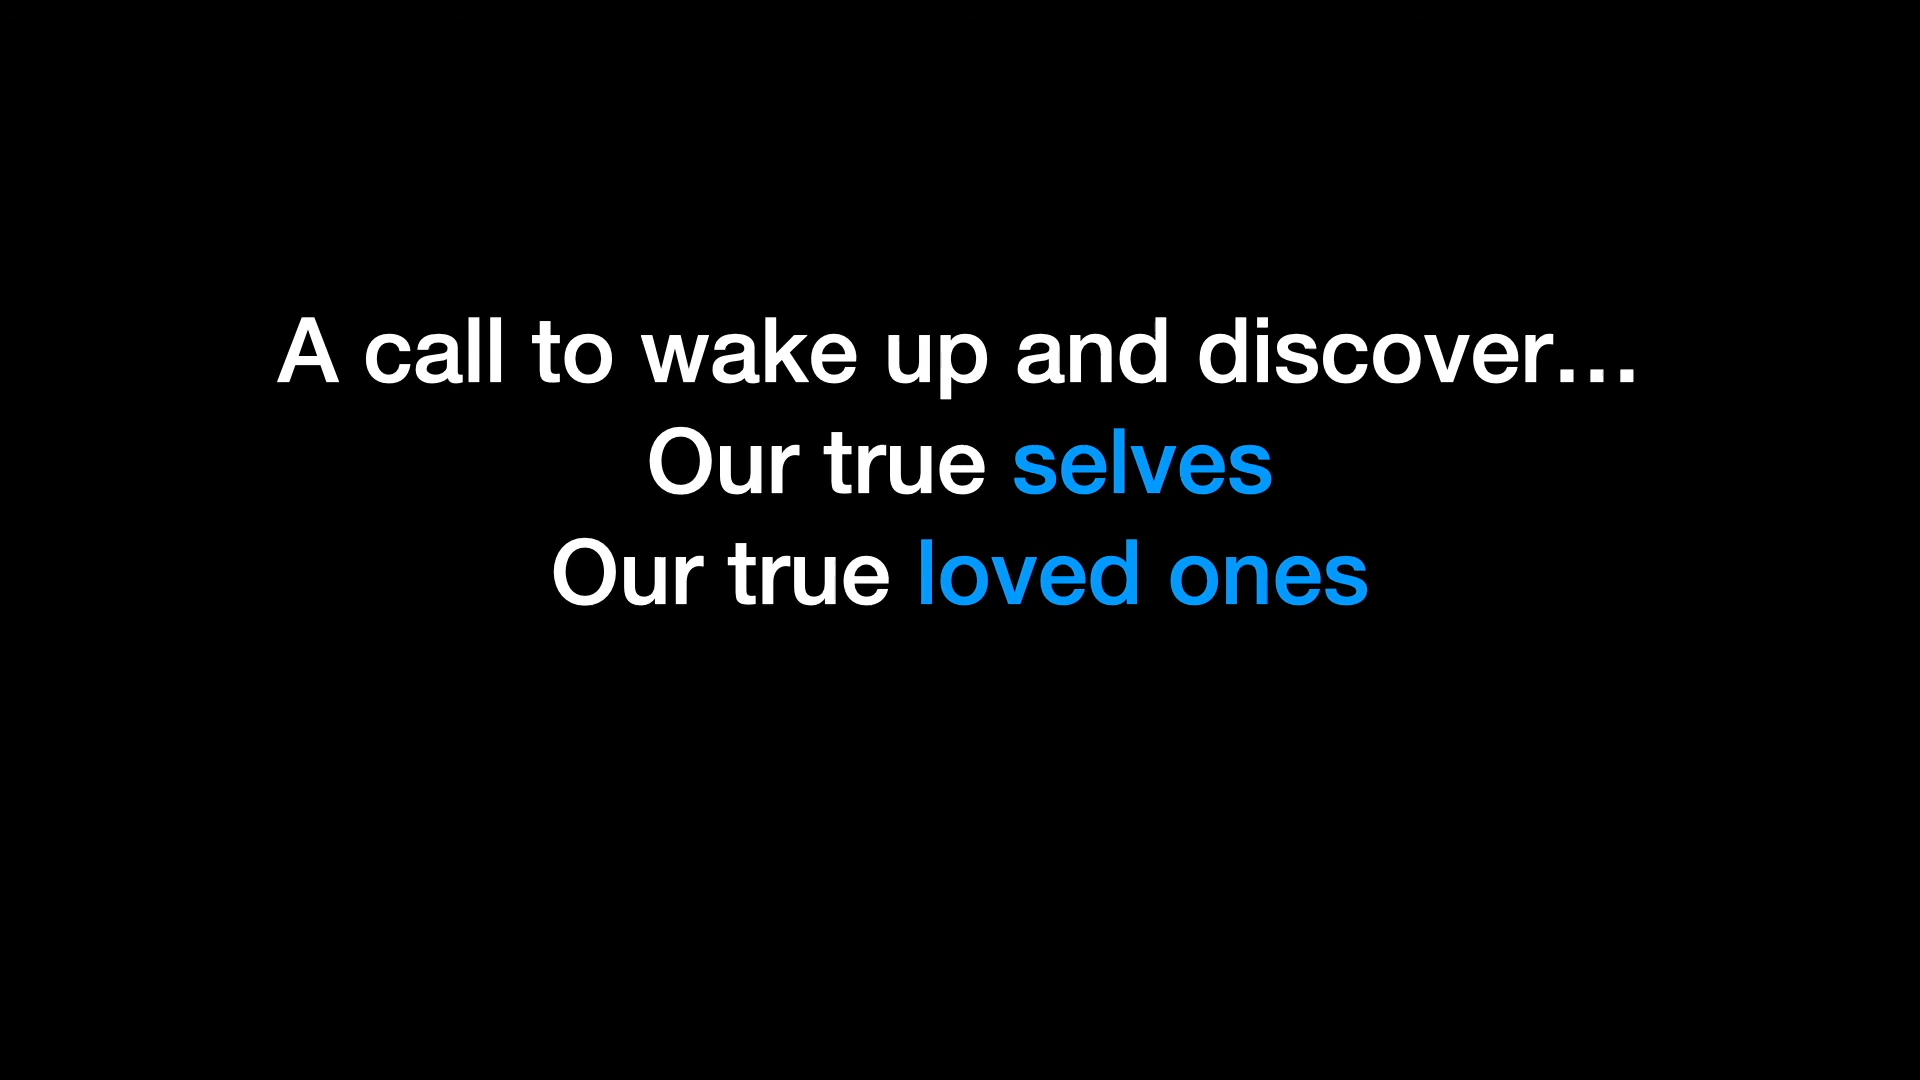 A call to wake up and discover…
Our true selves
Our true loved ones